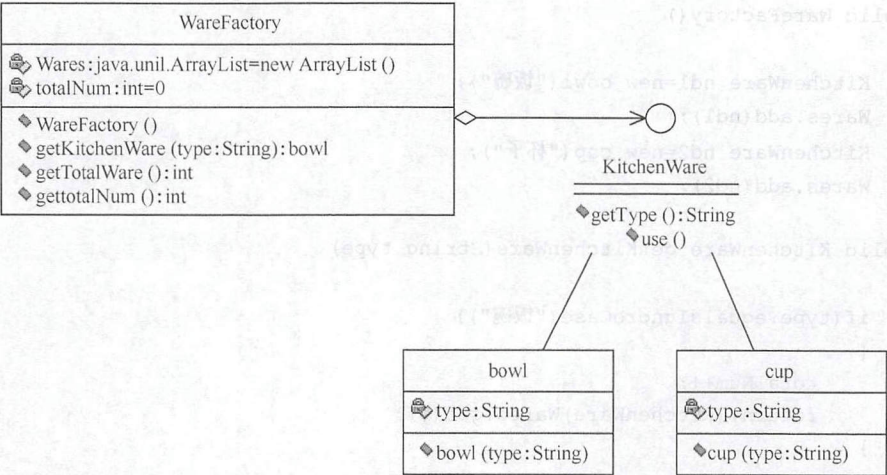 WareFactory
Wares:java.unil.ArrayList=new ArrayList ()
totalNum:int=0
WareFactory ()
getKitchenWare (type:String):bowl
getTotalWare ():int
gettotalNum ():int
KitchenWare
getType ():String
use ()
bowl
type:String
bowl (type:String)
cup
type:String
cup (type:String)